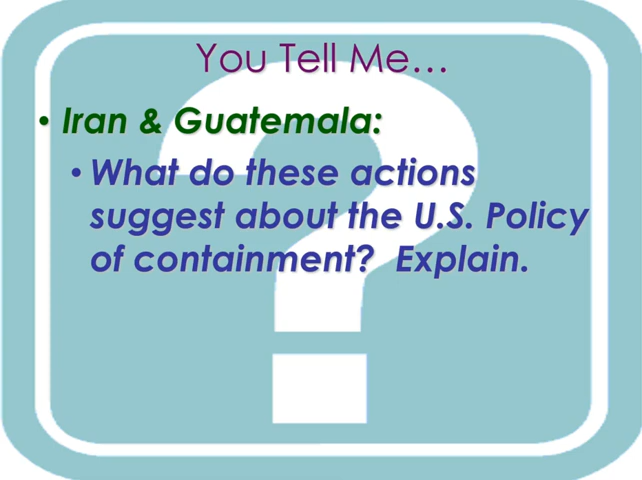 You Tell Me…
• Iran & Guatemala:
• What do these actions
suggest about the U.S. Policy
of containment?  Explain.